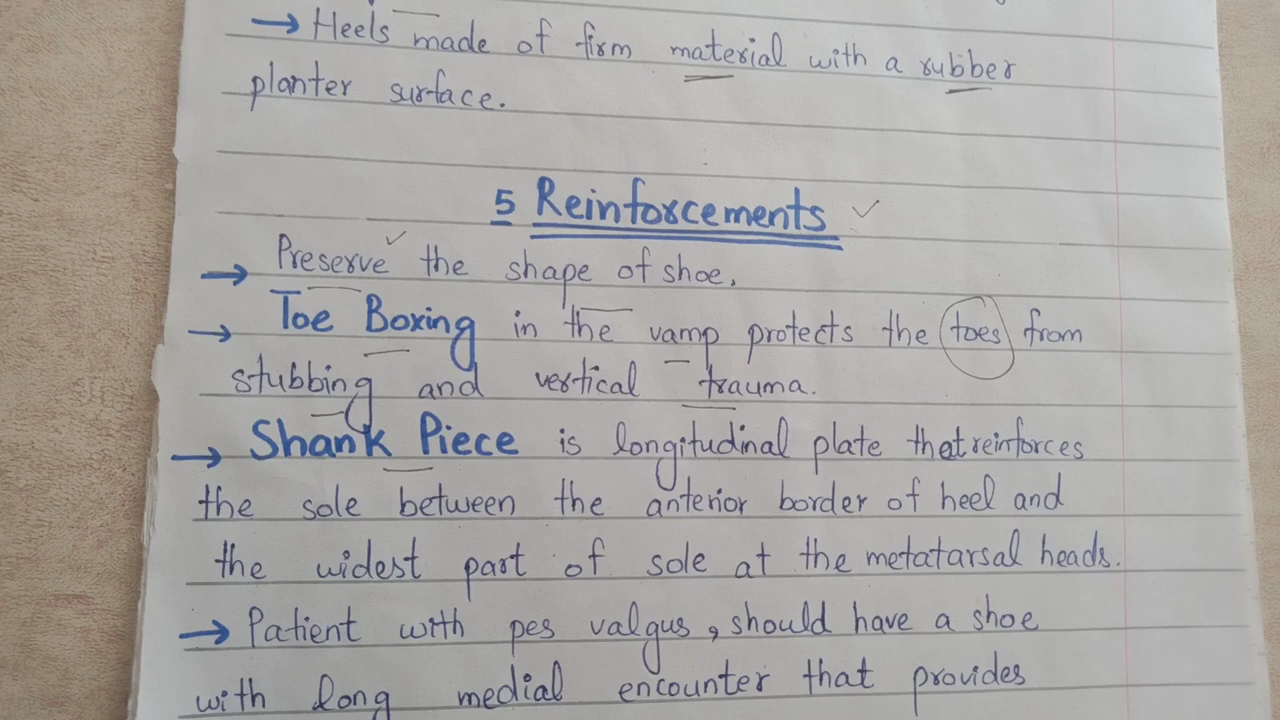 → Heels made of firm material with a rubber
planter surface.
5 Reinforcements ✓
→ Preserve the shape of shoe.
→ Toe Boxing in the vamp protects the toes from
stubbing and vertical trauma.
→ Shank Piece is longitudinal plate that reinforces
the sole between the anterior border of heel and
the widest part of sole at the metatarsal heads.
→ Patient with pes valgus, should have a shoe
with long medial encounter that provides